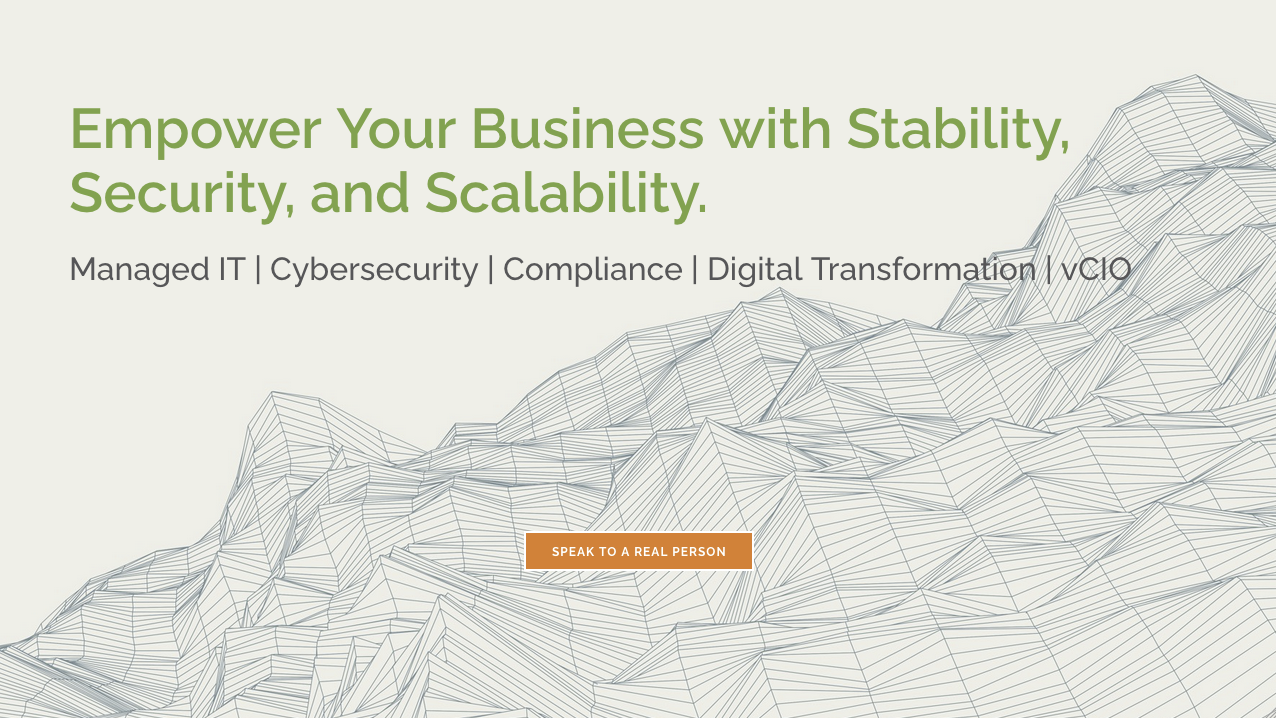 Empower Your Business with Stability,
Security, and Scalability.
Managed IT | Cybersecurity | Compliance | Digital Transformation | vCIO
SPEAK TO A REAL PERSON